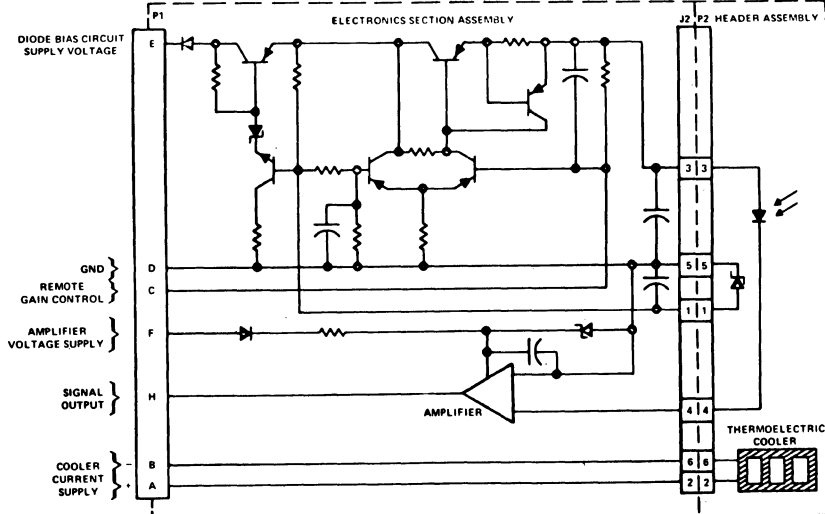 P1
ELECTRONICS SECTION ASSEMBLY
J2 P2
HEADER ASSEMBLY
DIODE BIAS CIRCUIT
SUPPLY VOLTAGE
E
3 3
GND
D
5 5
REMOTE
GAIN CONTROL
C
1 1
AMPLIFIER
VOLTAGE SUPPLY
F
SIGNAL
OUTPUT
H
AMPLIFIER
4 4
THERMOELECTRIC
COOLER
COOLER
CURRENT
SUPPLY
- B
6 6
+ A
2 2